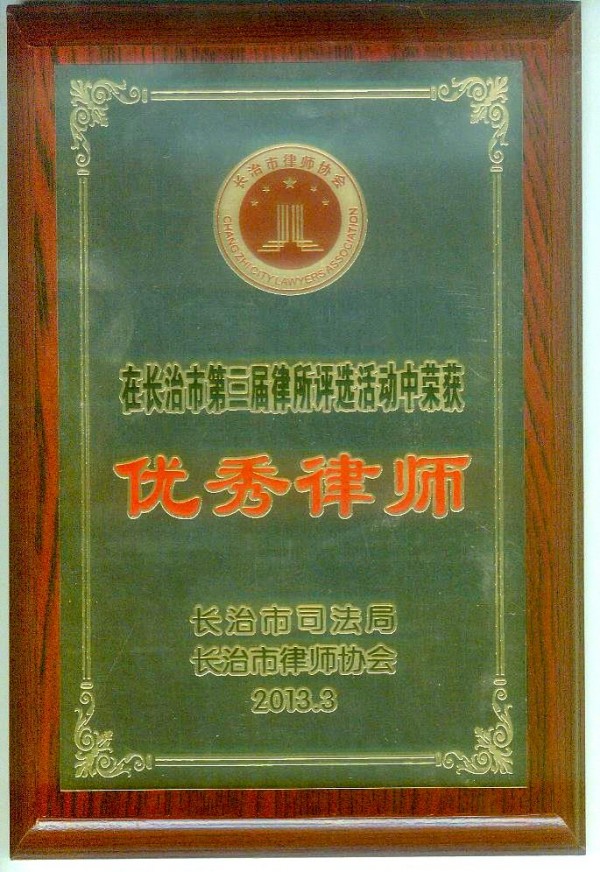 长治市律师协会
CHANG ZHI CITY LAWYERS ASSOCIATION
在长治市第三届律所评选活动中荣获
优秀律师
长治市司法局
长治市律师协会
2013.3